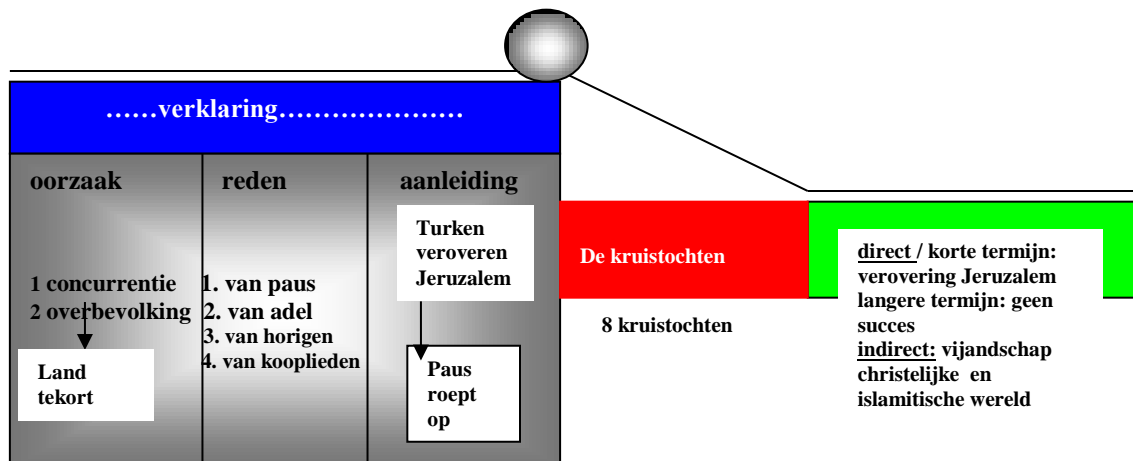 ……verklaring…………………
oorzaak
1 concurrentie
2 overbevolking
Land
tekort
reden
1. van paus
2. van adel
3. van horigen
4. van kooplieden
aanleiding
Turken
veroveren
Jeruzalem
Paus
roept
op
De kruistochten
8 kruistochten
direct / korte termijn:
verovering Jeruzalem
langere termijn: geen
succes
indirect: vijandschap
christelijke en
islamitische wereld